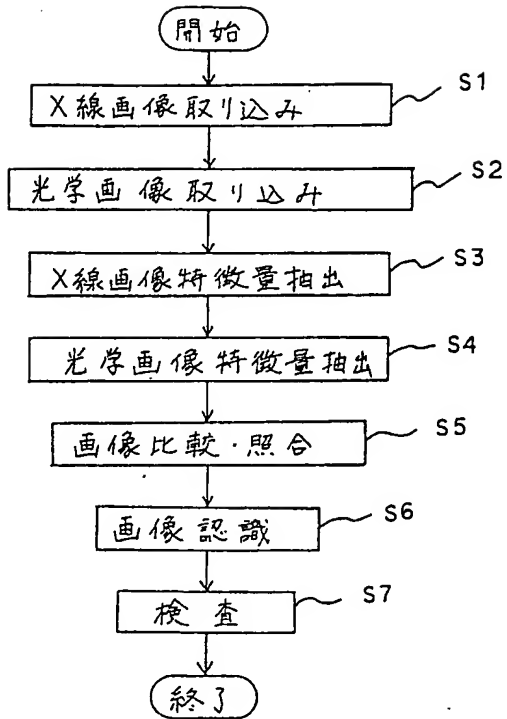 開始
X線画像取り込み S1
光学画像取り込み S2
X線画像特徴量抽出 S3
光学画像特徴量抽出 S4
画像比較・照合 S5
画像認識 S6
検査 S7
終了